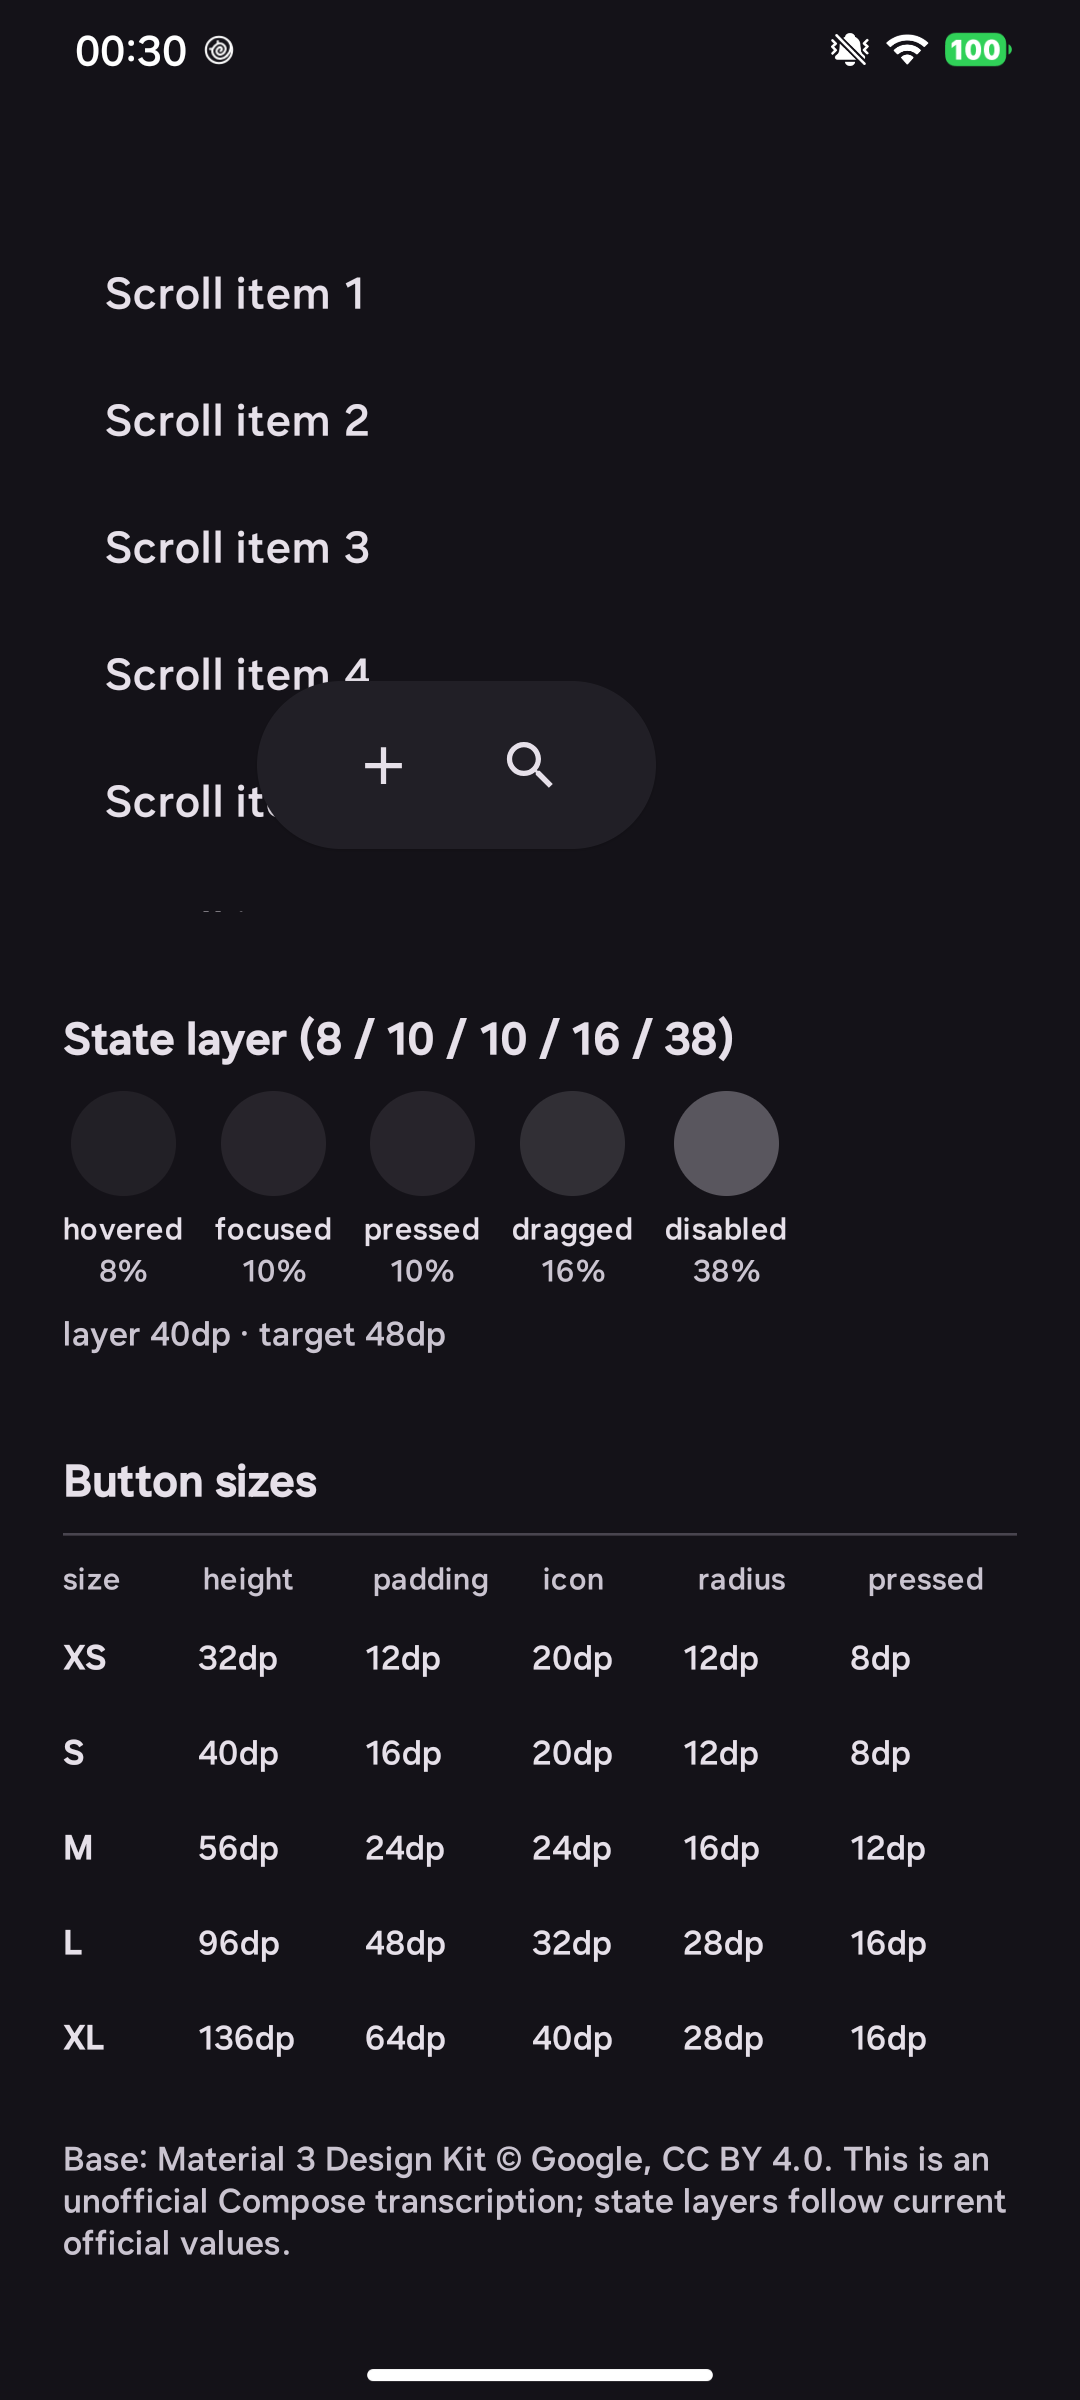 00:30
100
Scroll item 1
Scroll item 2
Scroll item 3
Scroll item 4
Scroll
State layer (8 / 10 / 10 / 16 / 38)
hovered focused pressed dragged disabled
8% 10% 10% 16% 38%
layer 40dp · target 48dp
Button sizes
size height padding icon radius pressed
XS 32dp 12dp 20dp 12dp 8dp
S 40dp 16dp 20dp 12dp 8dp
M 56dp 24dp 24dp 16dp 12dp
L 96dp 48dp 32dp 28dp 16dp
XL 136dp 64dp 40dp 28dp 16dp
Base: Material 3 Design Kit © Google, CC BY 4.0. This is an
unofficial Compose transcription; state layers follow current
official values.